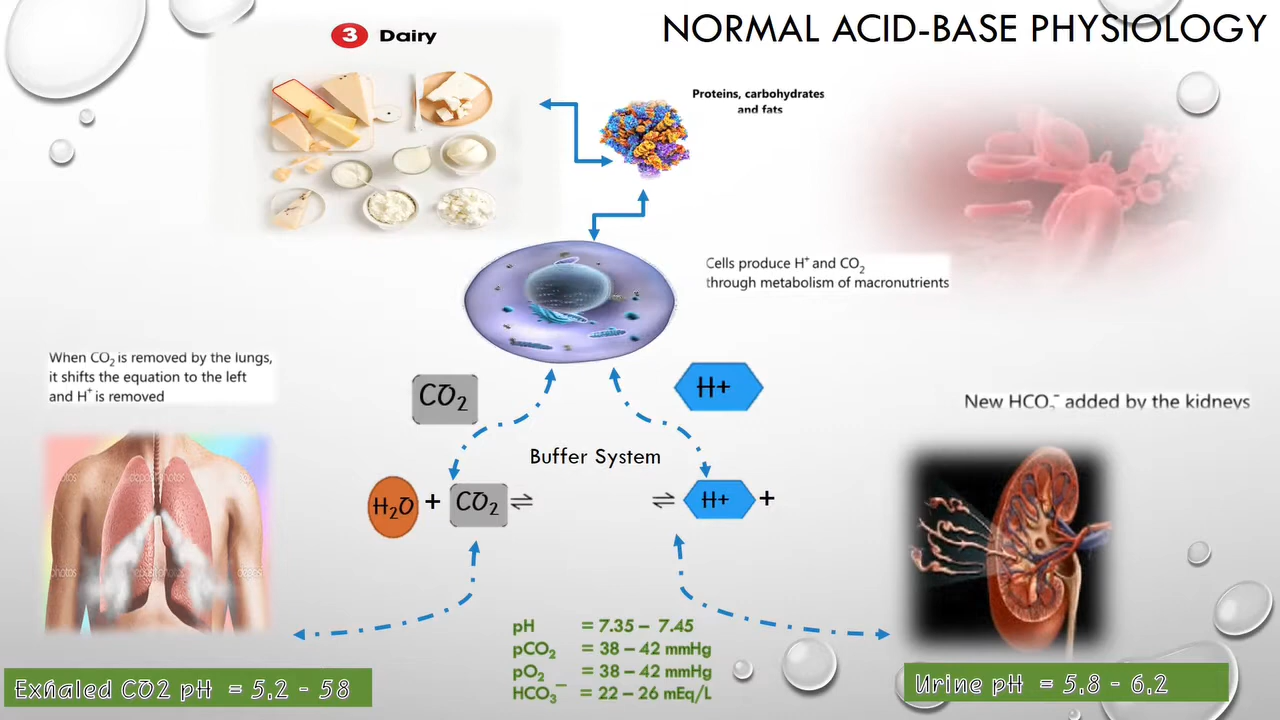 NORMAL ACID-BASE PHYSIOLOGY
3 Dairy
Proteins, carbohydrates
and fats
Cells produce H⁺ and CO₂
through metabolism of macronutrients
When CO₂ is removed by the lungs,
it shifts the equation to the left
and H⁺ is removed
CO₂
H+
New HCO₃⁻ added by the kidneys
Buffer System
H₂O + CO₂ ⇌ ⇌ H+ +
pH = 7.35 – 7.45
pCO₂ = 38 – 42 mmHg
pO₂ = 38 – 42 mmHg
HCO₃⁻ = 22 – 26 mEq/L
Exhaled CO2 pH = 5.2 - 58
Urine pH = 5.8 - 6.2